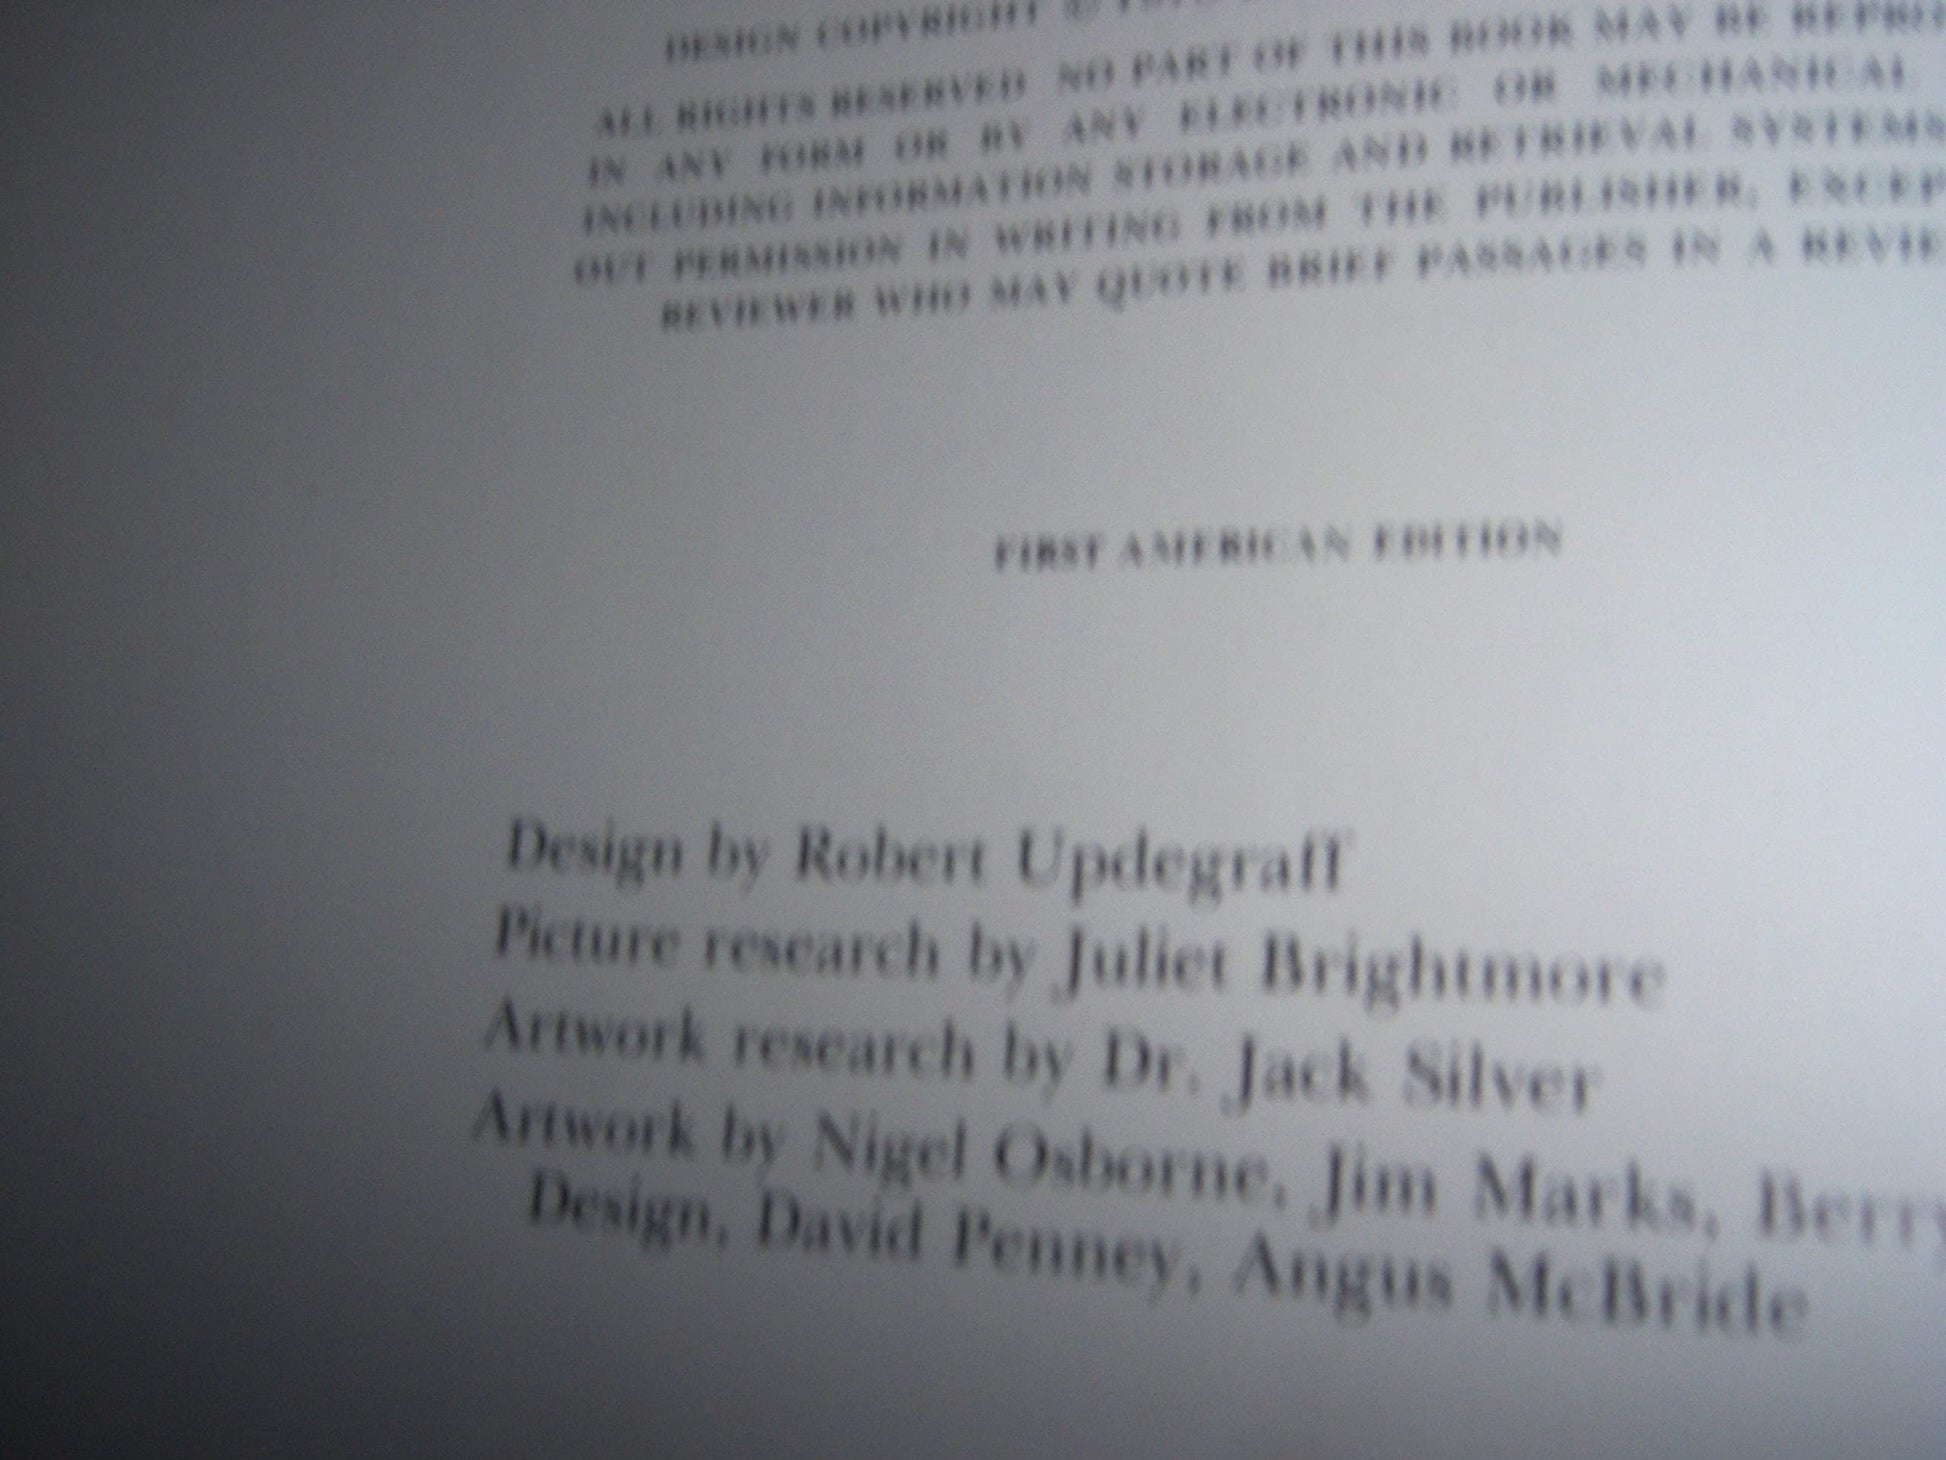 DESIGN COPYRIGHT ©
ALL RIGHTS RESERVED NO PART OF THIS BOOK MAY BE
IN ANY FORM OR BY ANY ELECTRONIC OR MECHANICAL
INCLUDING INFORMATION STORAGE AND RETRIEVAL SYSTEMS
OUT PERMISSION IN WRITING FROM THE PUBLISHER, EXCEP
REVIEWER WHO MAY QUOTE BRIEF PASSAGES IN A REVIE
FIRST AMERICAN EDITION
Design by Robert Updegraff
Picture research by Juliet Brightmore
Artwork research by Dr. Jack Silver
Artwork by Nigel Osborne, Jim Marks, Berry
Design, David Penney, Angus McBride